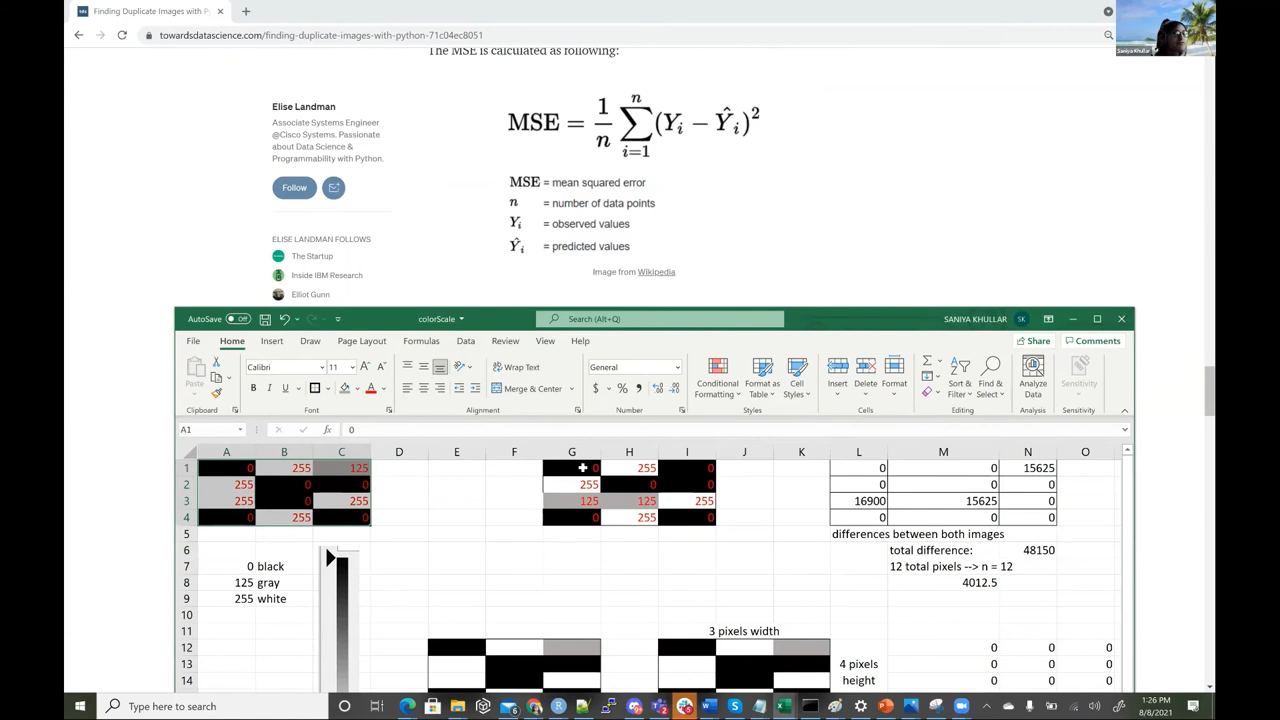 Finding Duplicate Images with P
towardsdatascience.com/finding-duplicate-images-with-python-71c04ec8051
Saniya Khullar
The MSE is calculated as following:
Elise Landman
Associate Systems Engineer
@Cisco Systems. Passionate
about Data Science &
Programmability with Python.
Follow
ELISE LANDMAN FOLLOWS
The Startup
Inside IBM Research
Elliot Gunn
MSE = 1/n ∑ i=1 n (Yi − Ŷi)²
MSE = mean squared error
n = number of data points
Yi = observed values
Ŷi = predicted values
Image from Wikipedia
AutoSave Off
colorScale
Search (Alt+Q)
SANIYA KHULLAR SK
File Home Insert Draw Page Layout Formulas Data Review View Help
Share Comments
Paste
Calibri 11
Wrap Text
General
B I U
Merge & Center
$ % 9
Conditional Formatting
Format as Table
Cell Styles
Insert
Delete
Format
Sort & Filter
Find & Select
Analyze Data
Sensitivity
Clipboard Font Alignment Number Styles Cells Editing Analysis Sensitivity
A1 fx 0
A B C D E F G H I J K L M N O
1 0 255 125 0 255 0 0 0 15625
2 255 0 0 255 0 0 0 0 0
3 255 0 255 125 125 255 16900 15625 0
4 0 255 0 0 255 0 0 0 0
5 differences between both images
6 total difference: 48150
7 0 black 12 total pixels --> n = 12
8 125 gray 4012.5
9 255 white
10
11 3 pixels width
12 0 0 0
13 4 pixels 0 0 0
14 height 0 0 0
Type here to search
1:26 PM
8/8/2021